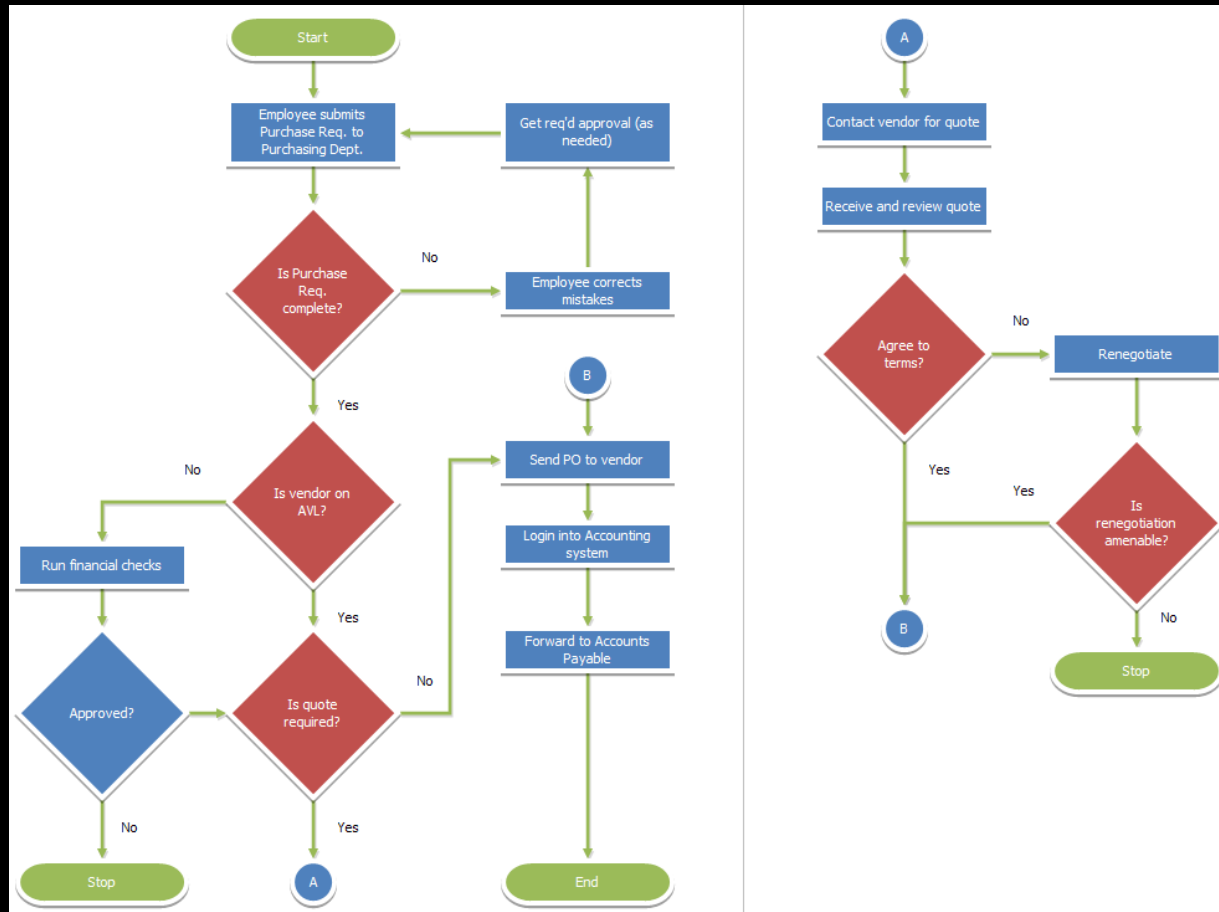 Start
Employee submits
Purchase Req. to
Purchasing Dept.
Get req'd approval (as
needed)
Is Purchase
Req.
complete?
No
Employee corrects
mistakes
Yes
B
Is vendor on
AVL?
No
Send PO to vendor
Run financial checks
Login into Accounting
system
Yes
Approved?
Is quote
required?
No
Forward to Accounts
Payable
No
Yes
Stop
A
End
A
Contact vendor for quote
Receive and review quote
Agree to
terms?
No
Renegotiate
Yes
Yes
Is
renegotiation
amenable?
B
No
Stop